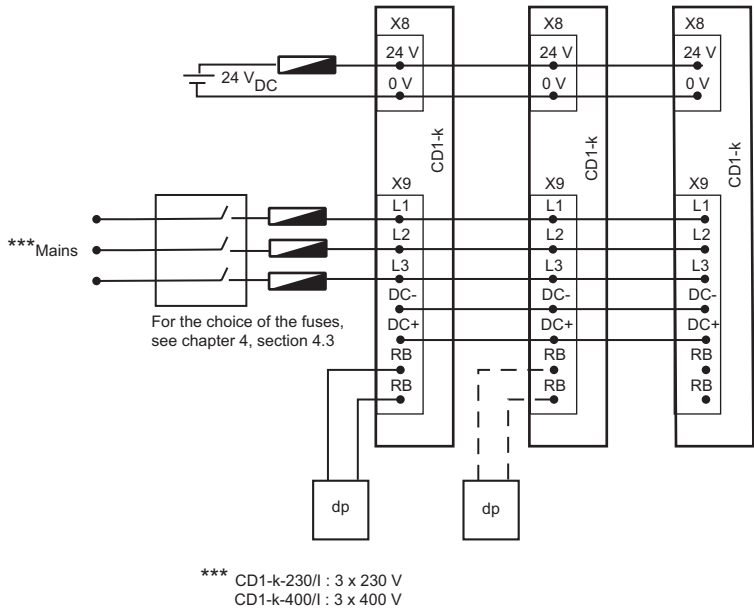 X8 X8 X8
24 V 24 V 24 V
24 VDC 0 V 0 V 0 V
CD1-k CD1-k CD1-k
X9 X9 X9
L1 L1 L1
L2 L2 L2
***Mains
L3 L3 L3
DC- DC- DC-
For the choice of the fuses,
see chapter 4, section 4.3
DC+ DC+ DC+
RB RB RB
RB RB RB
dp dp
*** CD1-k-230/I : 3 x 230 V
CD1-k-400/I : 3 x 400 V